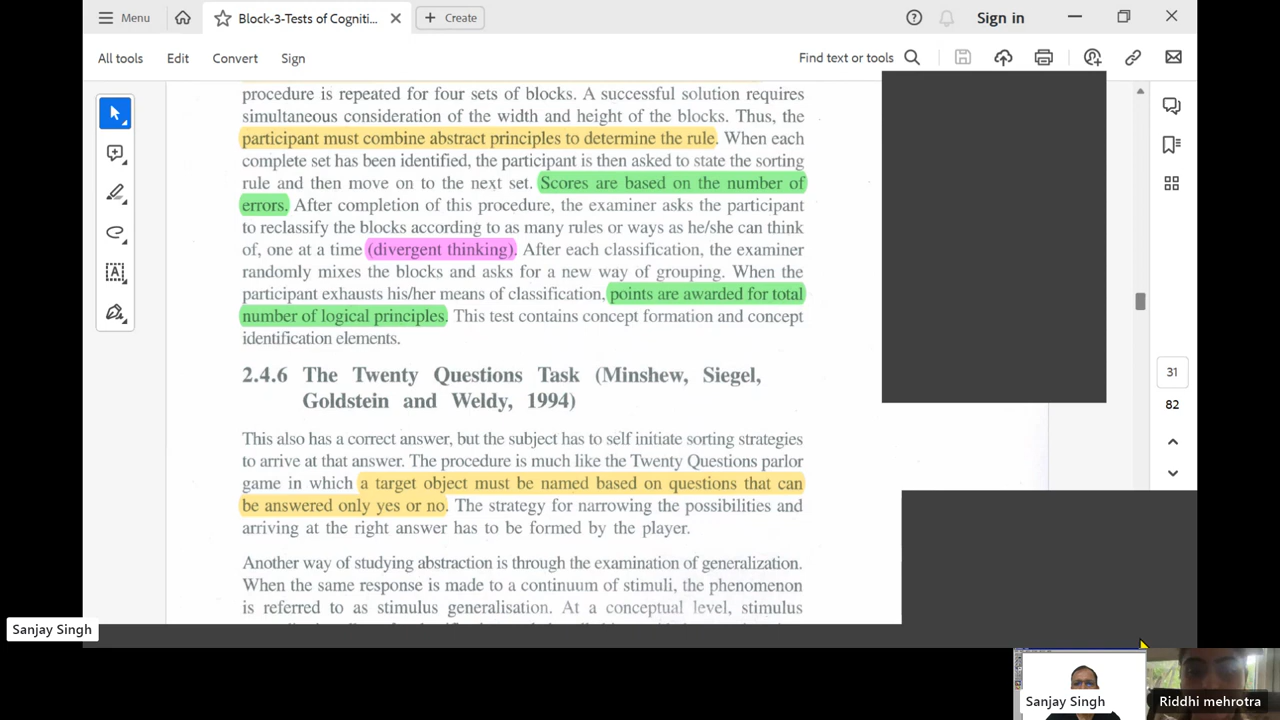 Menu
Block-3-Tests of Cogniti...
Create
Sign in
All tools
Edit
Convert
Sign
Find text or tools
procedure is repeated for four sets of blocks. A successful solution requires
simultaneous consideration of the width and height of the blocks. Thus, the
participant must combine abstract principles to determine the rule. When each
complete set has been identified, the participant is then asked to state the sorting
rule and then move on to the next set. Scores are based on the number of
errors. After completion of this procedure, the examiner asks the participant
to reclassify the blocks according to as many rules or ways as he/she can think
of, one at a time (divergent thinking). After each classification, the examiner
randomly mixes the blocks and asks for a new way of grouping. When the
participant exhausts his/her means of classification, points are awarded for total
number of logical principles. This test contains concept formation and concept
identification elements.
2.4.6 The Twenty Questions Task (Minshew, Siegel,
Goldstein and Weldy, 1994)
This also has a correct answer, but the subject has to self initiate sorting strategies
to arrive at that answer. The procedure is much like the Twenty Questions parlor
game in which a target object must be named based on questions that can
be answered only yes or no. The strategy for narrowing the possibilities and
arriving at the right answer has to be formed by the player.
Another way of studying abstraction is through the examination of generalization.
When the same response is made to a continuum of stimuli, the phenomenon
is referred to as stimulus generalisation. At a conceptual level, stimulus
31
82
Sanjay Singh
Sanjay Singh
Riddhi mehrotra